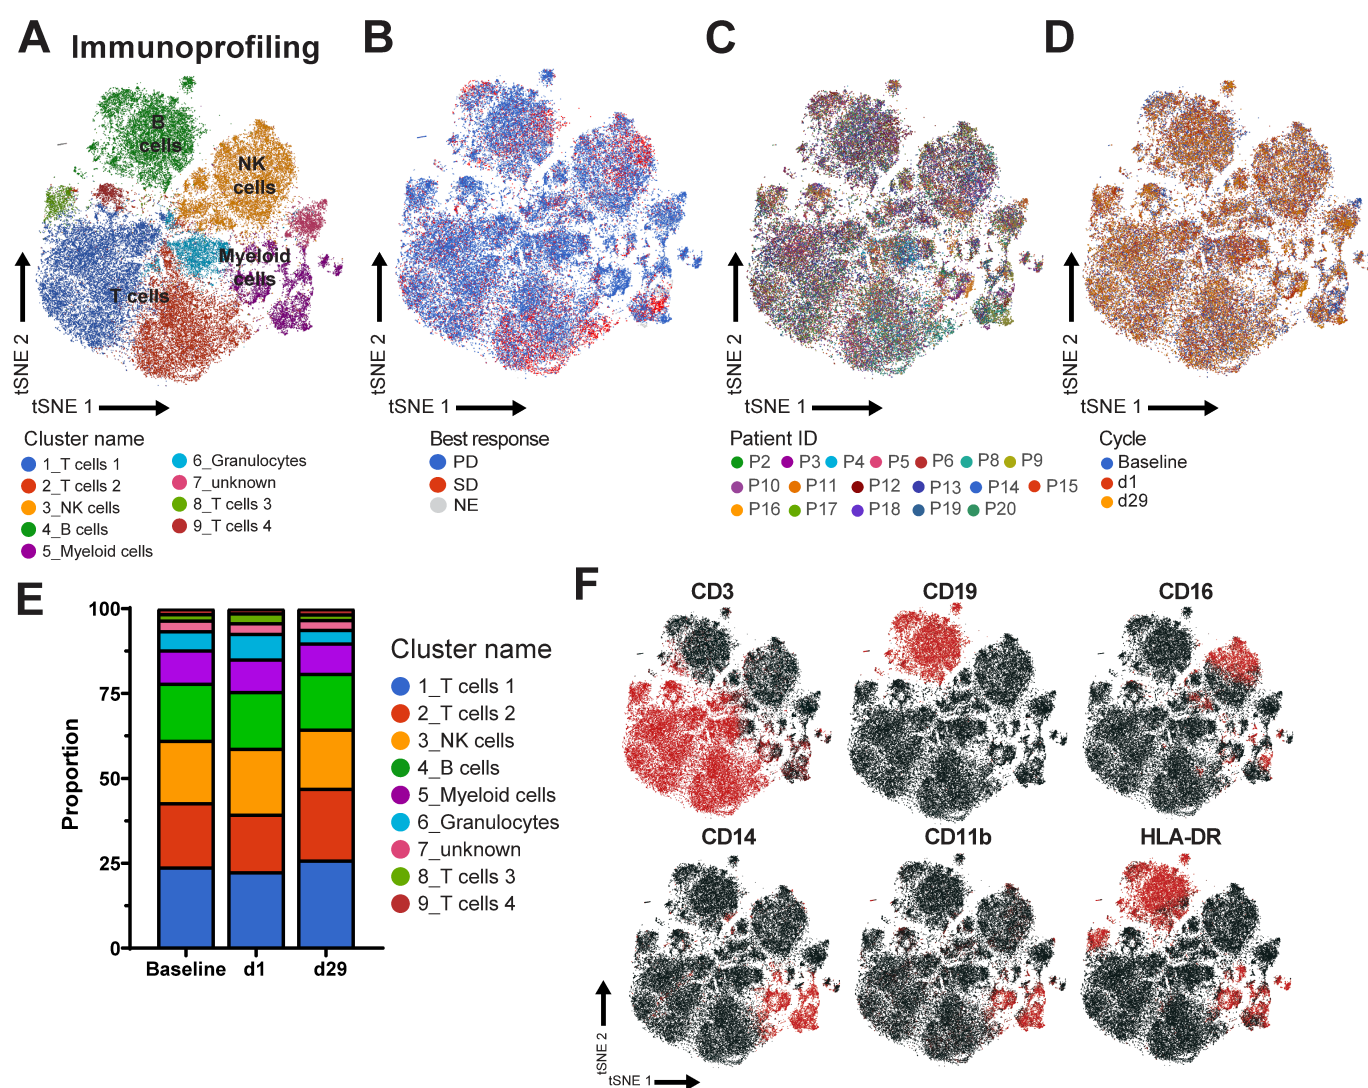 A Immunoprofiling
B
C
D
B
cells
NK
cells
Myeloid
cells
T cells
tSNE 2
tSNE 1
tSNE 2
tSNE 1
tSNE 2
tSNE 1
tSNE 2
tSNE 1
Cluster name
1_T cells 1
2_T cells 2
3_NK cells
4_B cells
5_Myeloid cells
6_Granulocytes
7_unknown
8_T cells 3
9_T cells 4
Best response
PD
SD
NE
Patient ID
P2 P3 P4 P5 P6 P8 P9
P10 P11 P12 P13 P14 P15
P16 P17 P18 P19 P20
Cycle
Baseline
d1
d29
E
Proportion
100
75
50
25
0
Baseline d1 d29
Cluster name
1_T cells 1
2_T cells 2
3_NK cells
4_B cells
5_Myeloid cells
6_Granulocytes
7_unknown
8_T cells 3
9_T cells 4
F
CD3 CD19 CD16
CD14 CD11b HLA-DR
tSNE 2
tSNE 1